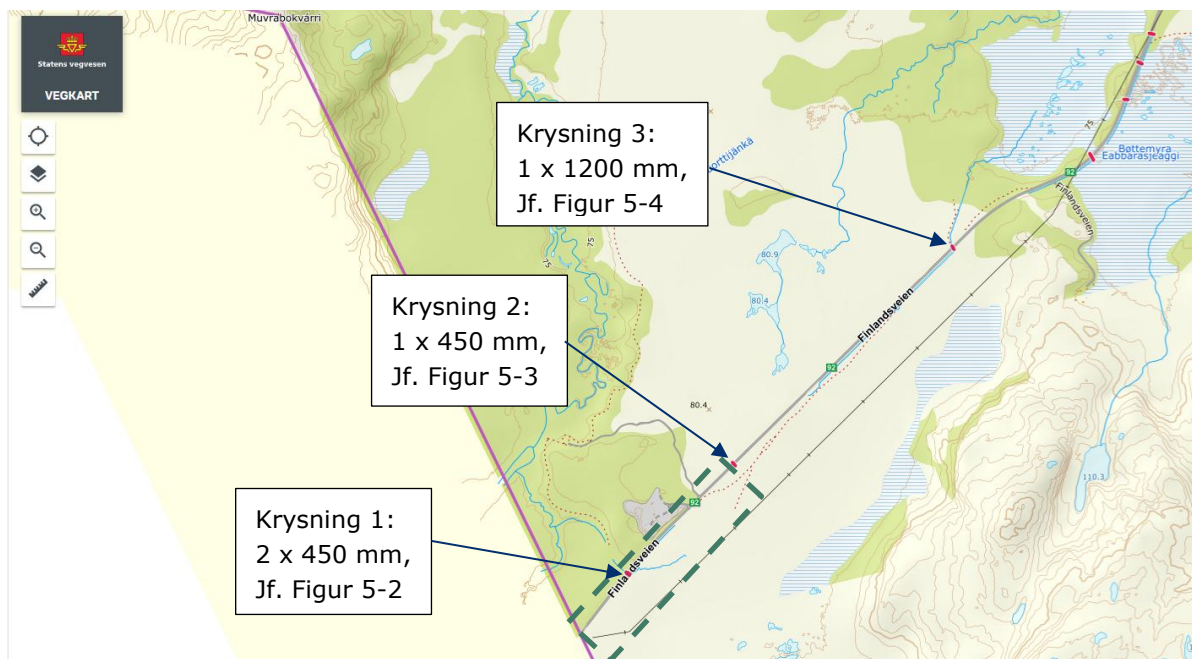 Muvrabokvárri
Statens vegvesen
VEGKART
Krysning 3:
1 x 1200 mm,
Jf. Figur 5-4
orttijänkä
75
Bøttemyra
Eabbarasjeaggi
92
Finlandsveien
75
75
80.9
80.4
Krysning 2:
1 x 450 mm,
Jf. Figur 5-3
Finlandsveien
92
80.4
110.3
92
Krysning 1:
2 x 450 mm,
Jf. Figur 5-2
Finlandsveien